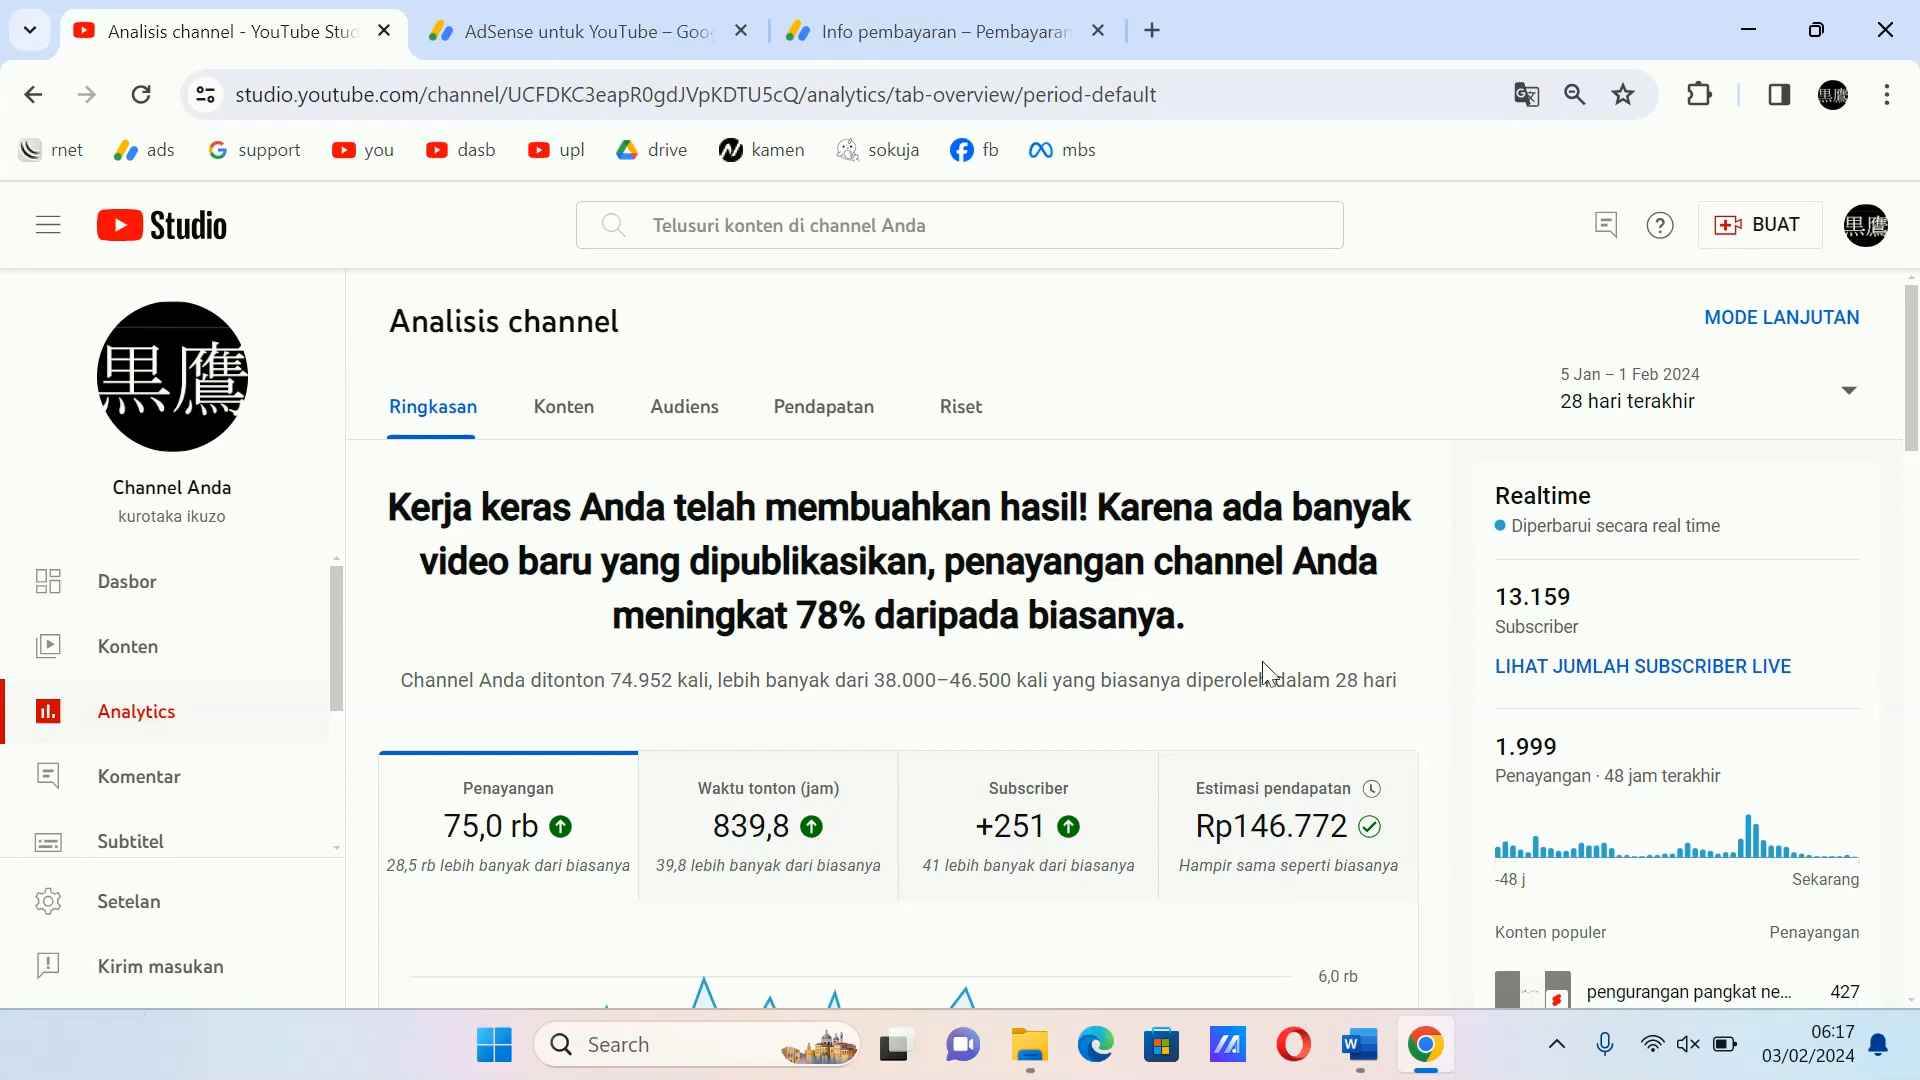 Analisis channel - YouTube Stud
AdSense untuk YouTube – Goog
Info pembayaran – Pembayaran
studio.youtube.com/channel/UCFDKC3eapR0gdJVpKDTU5cQ/analytics/tab-overview/period-default
rnet
ads
support
you
dasb
upl
drive
kamen
sokuja
fb
mbs
Studio
Telusuri konten di channel Anda
BUAT
黒鷹
黒鷹
Channel Anda
kurotaka ikuzo
Dasbor
Konten
Analytics
Komentar
Subtitel
Setelan
Kirim masukan
Analisis channel
MODE LANJUTAN
Ringkasan
Konten
Audiens
Pendapatan
Riset
5 Jan – 1 Feb 2024
28 hari terakhir
Kerja keras Anda telah membuahkan hasil! Karena ada banyak
video baru yang dipublikasikan, penayangan channel Anda
meningkat 78% daripada biasanya.
Channel Anda ditonton 74.952 kali, lebih banyak dari 38.000–46.500 kali yang biasanya diperoleh dalam 28 hari
Penayangan
75,0 rb
28,5 rb lebih banyak dari biasanya
Waktu tonton (jam)
839,8
39,8 lebih banyak dari biasanya
Subscriber
+251
41 lebih banyak dari biasanya
Estimasi pendapatan
Rp146.772
Hampir sama seperti biasanya
6,0 rb
Realtime
Diperbarui secara real time
13.159
Subscriber
LIHAT JUMLAH SUBSCRIBER LIVE
1.999
Penayangan · 48 jam terakhir
-48 j
Sekarang
Konten populer
Penayangan
pengurangan pangkat ne...
427
Search
06:17
03/02/2024